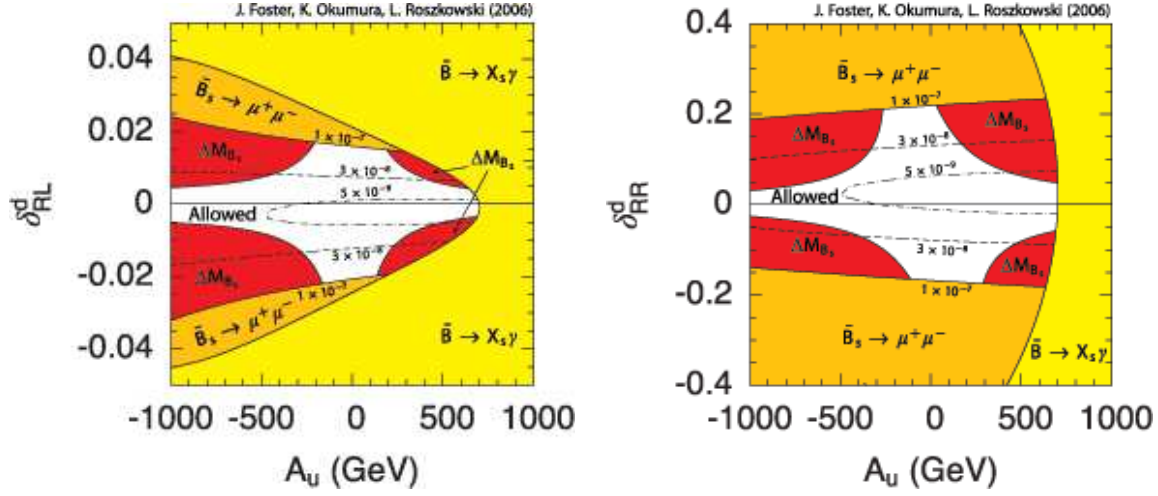 J. Foster, K. Okumura, L. Roszkowski (2006)
0.04
0.02
0
-0.02
-0.04
δ^d_RL
B̄ → X_sγ
B̄_s → μ⁺μ⁻
1 × 10⁻⁷
ΔM_Bs
ΔM_Bs
3 × 10⁻⁸
5 × 10⁻⁹
Allowed
3 × 10⁻⁸
ΔM_Bs
1 × 10⁻⁷
B̄_s → μ⁺μ⁻
B̄ → X_sγ
-1000 -500 0 500 1000
A_u (GeV)
J. Foster, K. Okumura, L. Roszkowski (2006)
0.4
0.2
0
-0.2
-0.4
δ^d_RR
B̄_s → μ⁺μ⁻
1 × 10⁻⁷
ΔM_Bs
ΔM_Bs
3 × 10⁻⁸
5 × 10⁻⁹
Allowed
3 × 10⁻⁸
ΔM_Bs
ΔM_Bs
1 × 10⁻⁷
B̄_s → μ⁺μ⁻
B̄ → X_sγ
-1000 -500 0 500 1000
A_u (GeV)